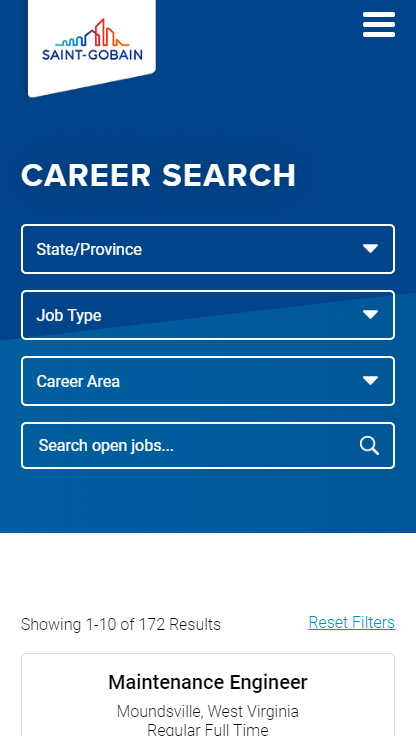 SAINT-GOBAIN
CAREER SEARCH
State/Province
Job Type
Career Area
Search open jobs...
Showing 1-10 of 172 Results
Reset Filters
Maintenance Engineer
Moundsville, West Virginia
Regular Full Time